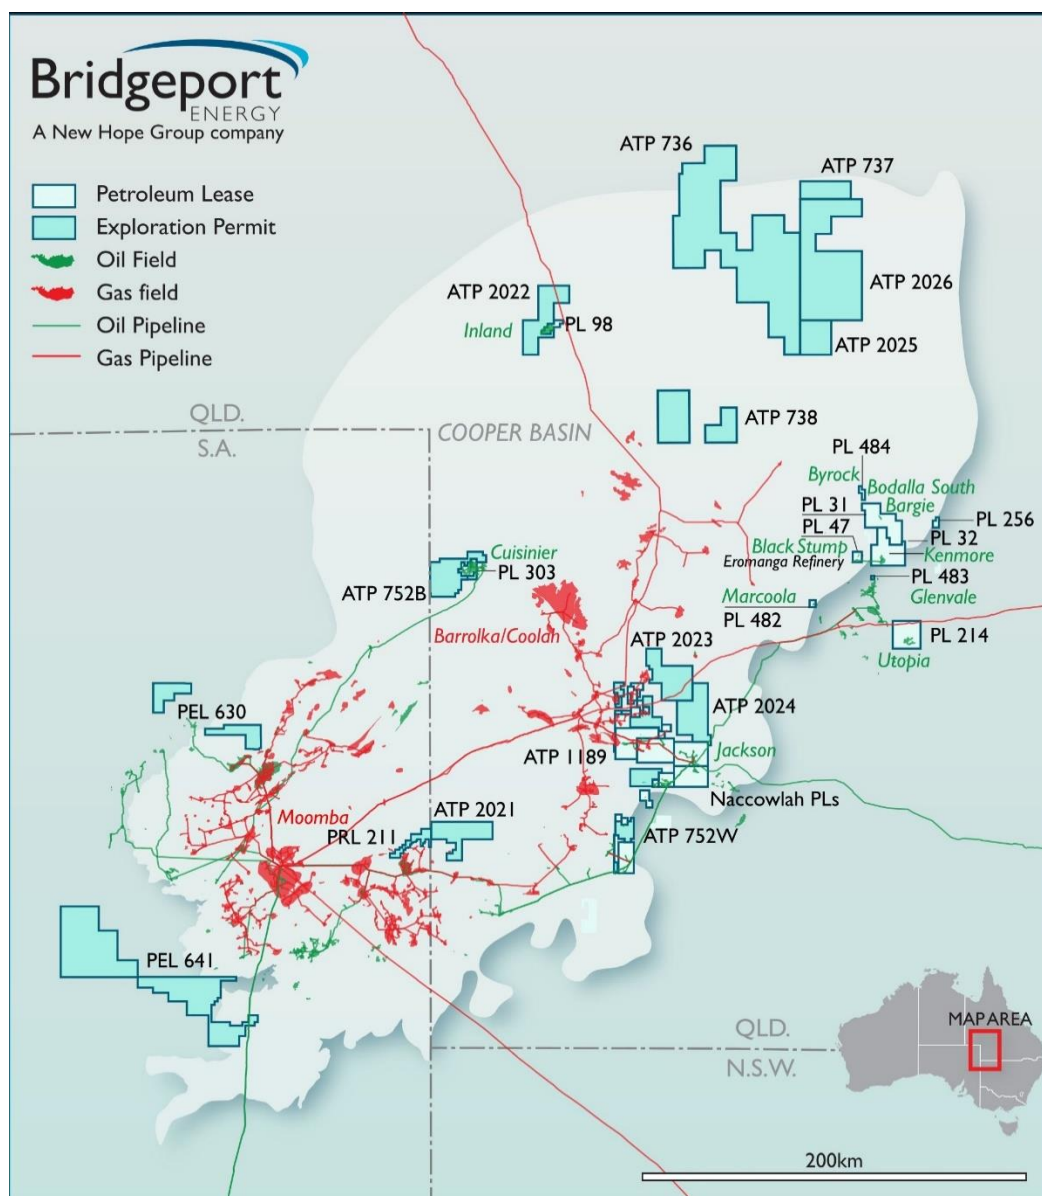 Bridgeport
ENERGY
A New Hope Group company
Petroleum Lease
Exploration Permit
Oil Field
Gas field
Oil Pipeline
Gas Pipeline
ATP 736
ATP 737
ATP 2022
ATP 2026
Inland
PL 98
ATP 2025
QLD.
S.A.
COOPER BASIN
ATP 738
PL 484
Byrock
Bodalla South
PL 31
Bargie
PL 256
PL 47
PL 32
Black Stump
Kenmore
Eromanga Refinery
Cuisinier
PL 303
ATP 752B
PL 483
Glenvale
Marcoola
PL 482
Barrolka/Coolah
ATP 2023
PL 214
Utopia
PEL 630
ATP 2024
ATP 1189
Jackson
Naccowlah PLs
Moomba
ATP 2021
PRL 211
ATP 752W
PEL 641
MAP AREA
QLD.
N.S.W.
200km